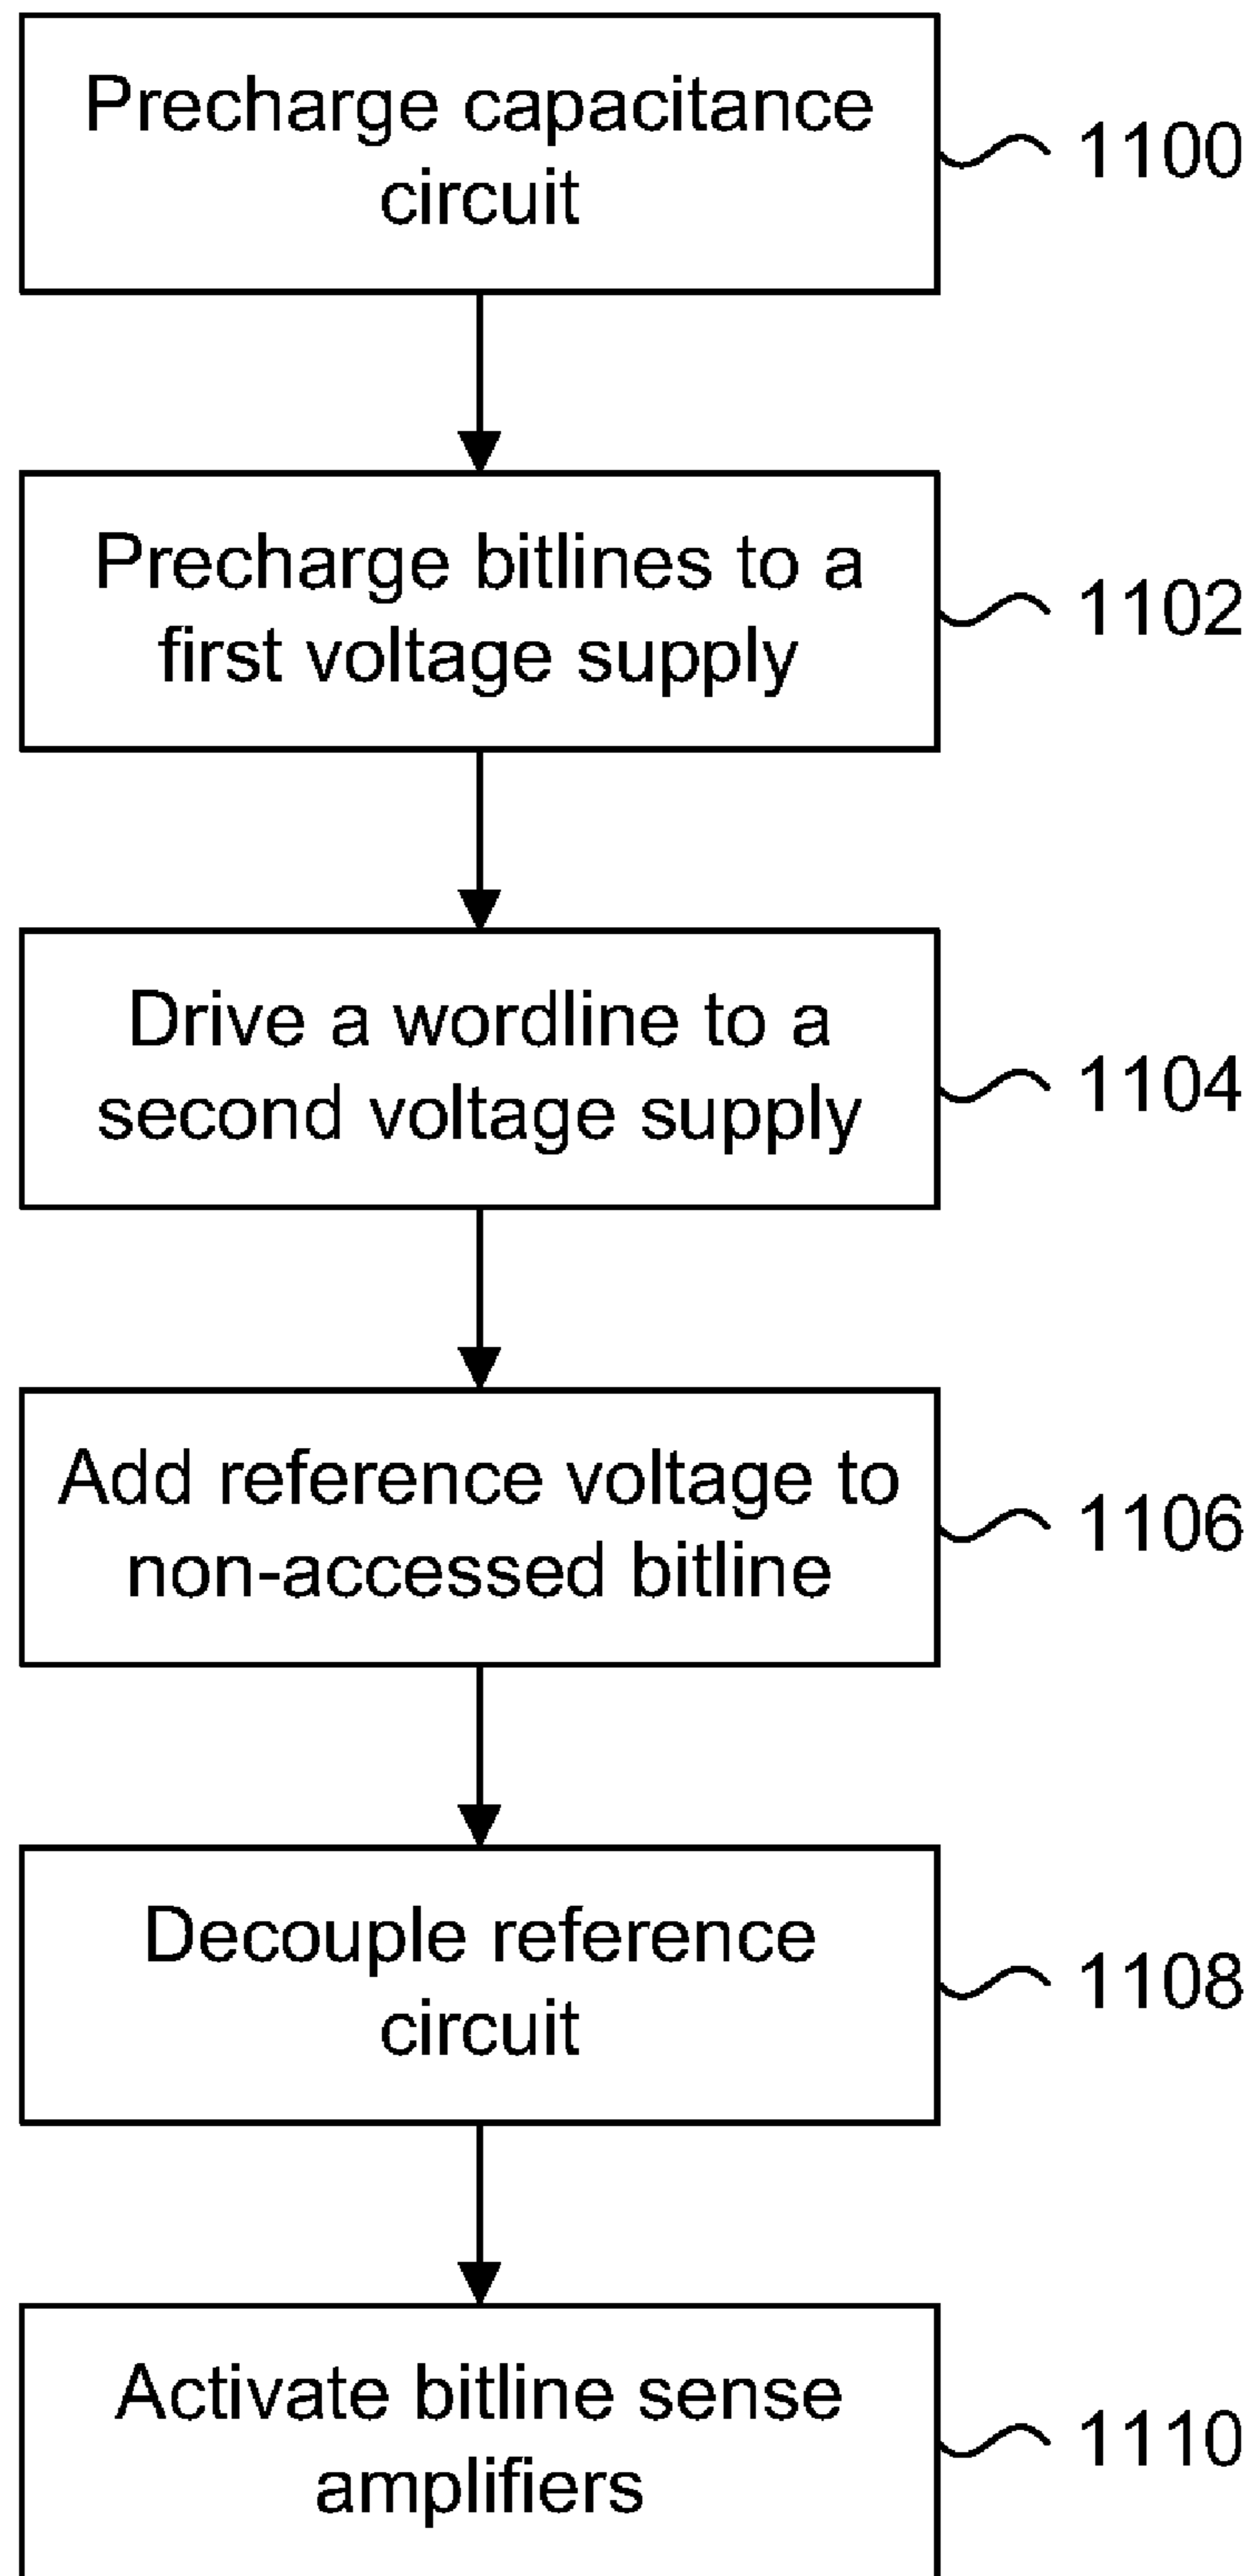 Precharge capacitance
circuit
1100
Precharge bitlines to a
first voltage supply
1102
Drive a wordline to a
second voltage supply
1104
Add reference voltage to
non-accessed bitline
1106
Decouple reference
circuit
1108
Activate bitline sense
amplifiers
1110